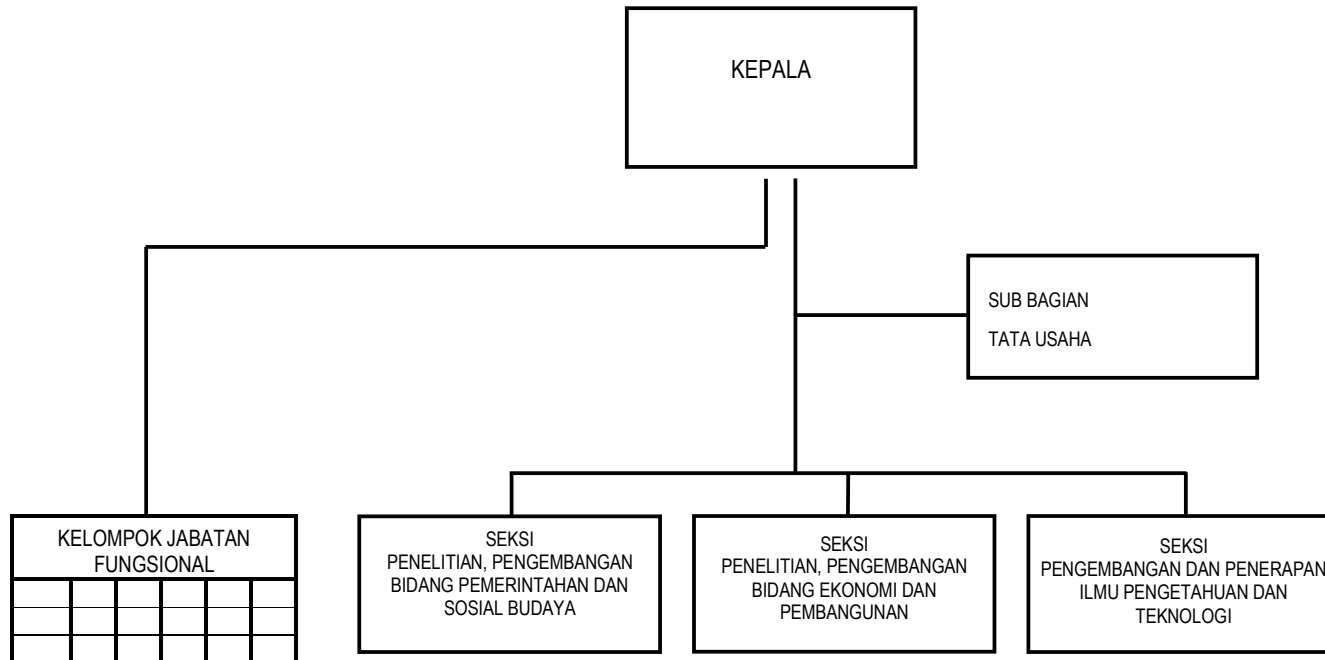 KEPALA
SUB BAGIAN
TATA USAHA
KELOMPOK JABATAN
FUNGSIONAL
SEKSI
PENELITIAN, PENGEMBANGAN
BIDANG PEMERINTAHAN DAN
SOSIAL BUDAYA
SEKSI
PENELITIAN, PENGEMBANGAN
BIDANG EKONOMI DAN
PEMBANGUNAN
SEKSI
PENGEMBANGAN DAN PENERAPAN
ILMU PENGETAHUAN DAN
TEKNOLOGI